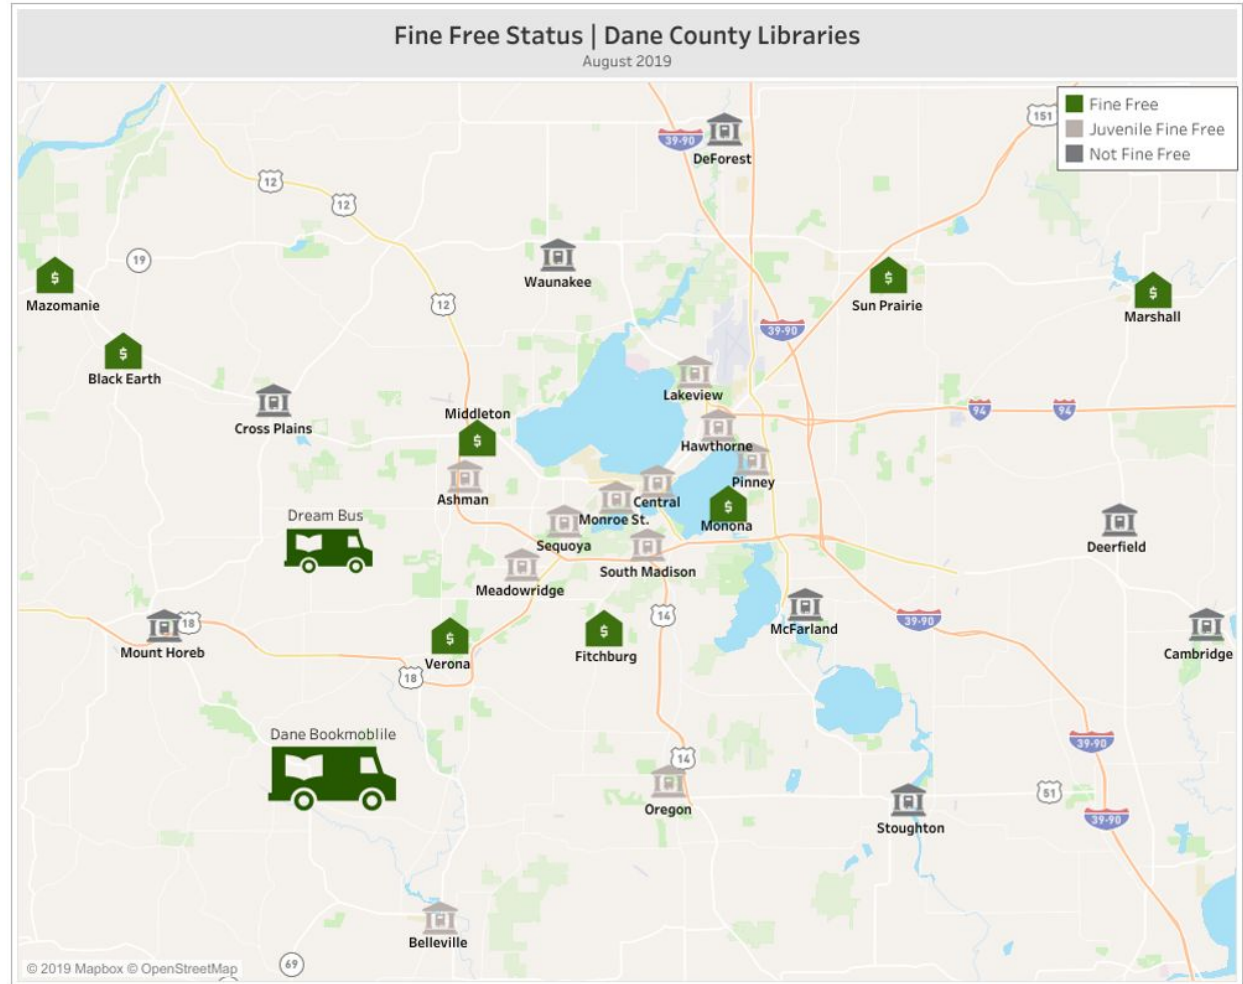 Fine Free Status | Dane County Libraries
August 2019
Fine Free
Juvenile Fine Free
Not Fine Free
151
39-90
DeForest
12
12
19
Waunakee
$
Mazomanie
$
Sun Prairie
$
Marshall
12
39-90
$
Black Earth
Lakeview
Cross Plains
Middleton
$
94
94
Hawthorne
Ashman
Pinney
Central
Monroe St.
$
Monona
Dream Bus
Sequoya
Deerfield
South Madison
Meadowridge
14
McFarland
39-90
18
Mount Horeb
$
Verona
$
Fitchburg
Cambridge
18
Dane Bookmoblile
39-90
14
Oregon
51
Stoughton
39-90
Belleville
69
© 2019 Mapbox © OpenStreetMap